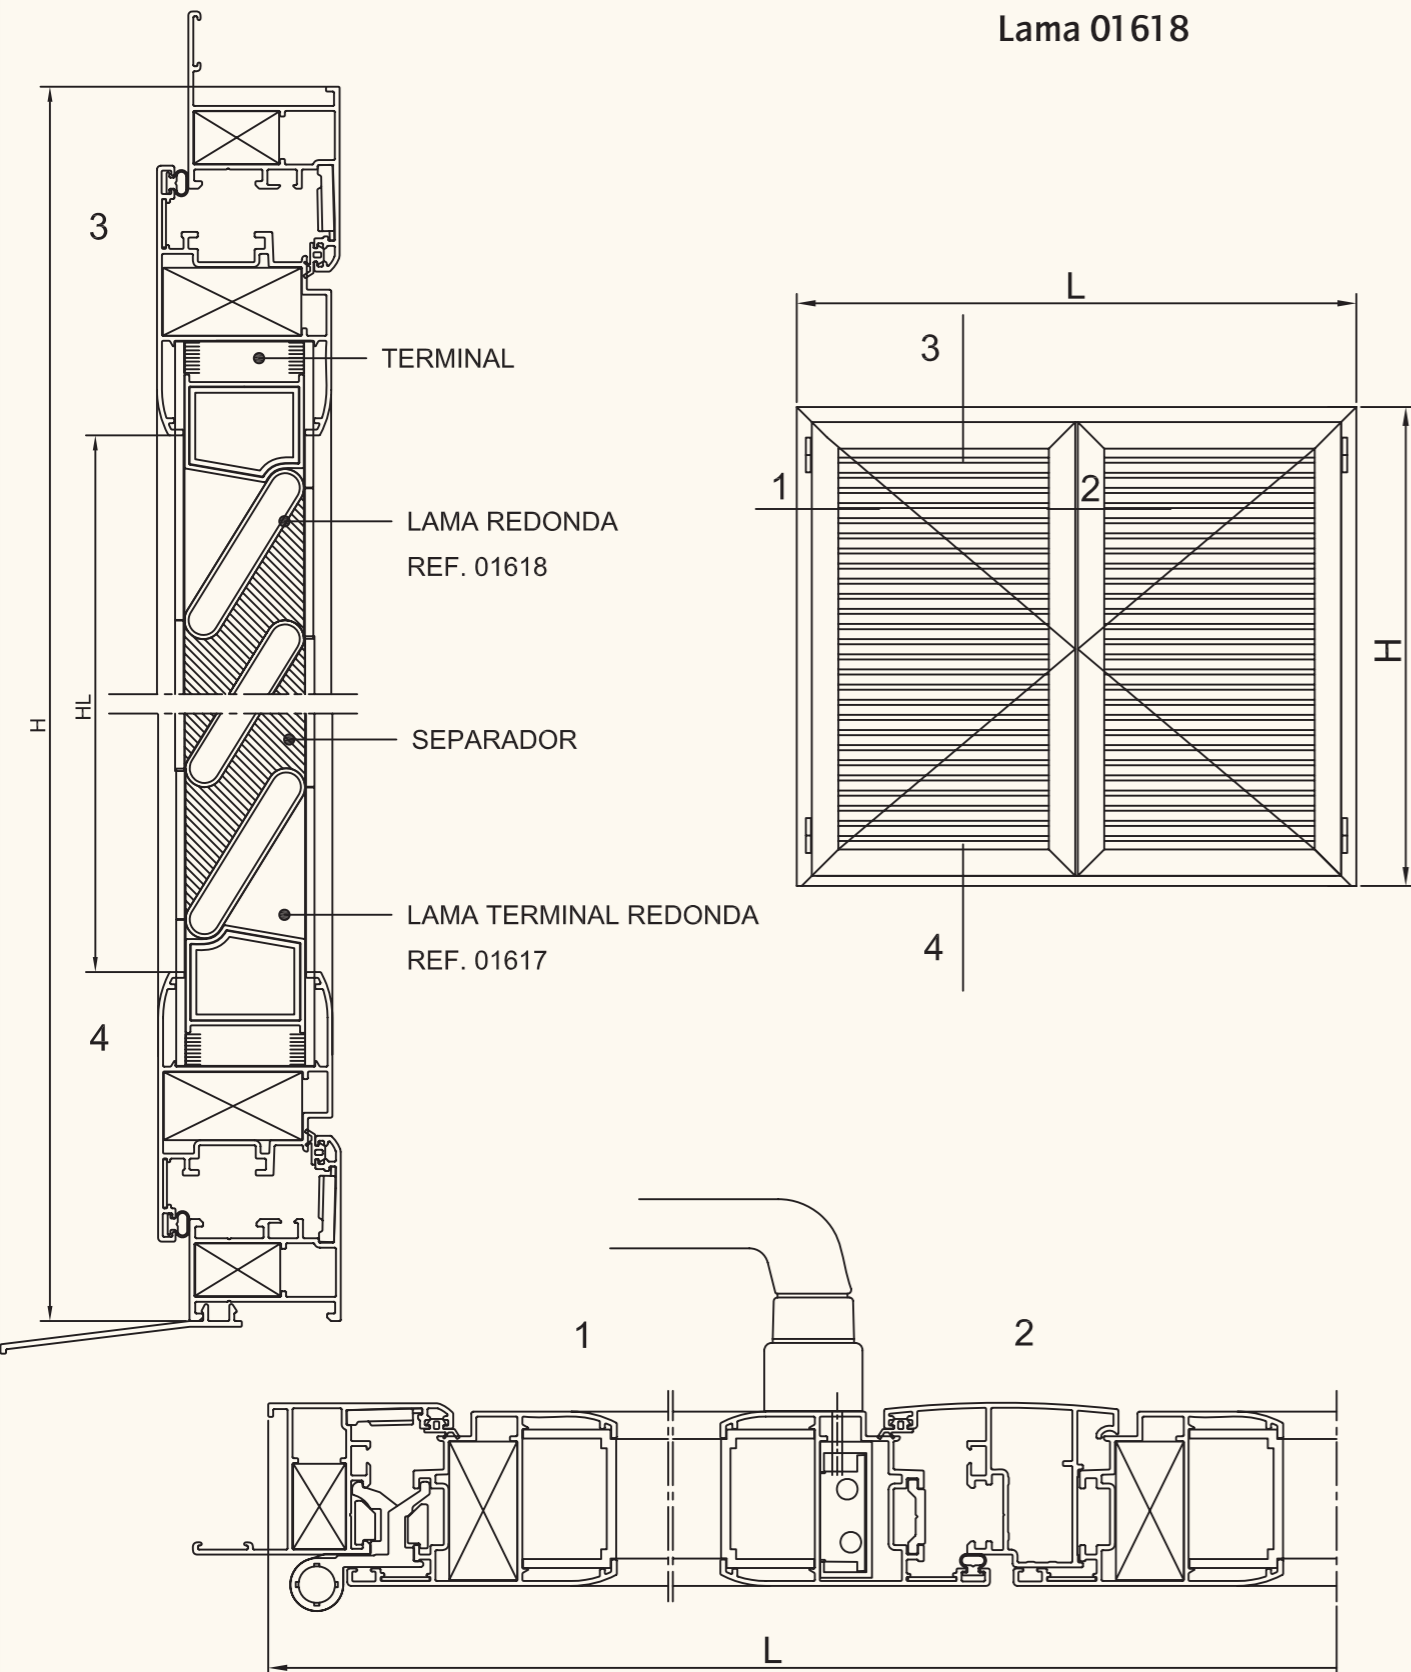 Lama 01618
3
TERMINAL
LAMA REDONDA
REF. 01618
H
HL
SEPARADOR
LAMA TERMINAL REDONDA
REF. 01617
4
L
3
1
2
H
4
1
2
L